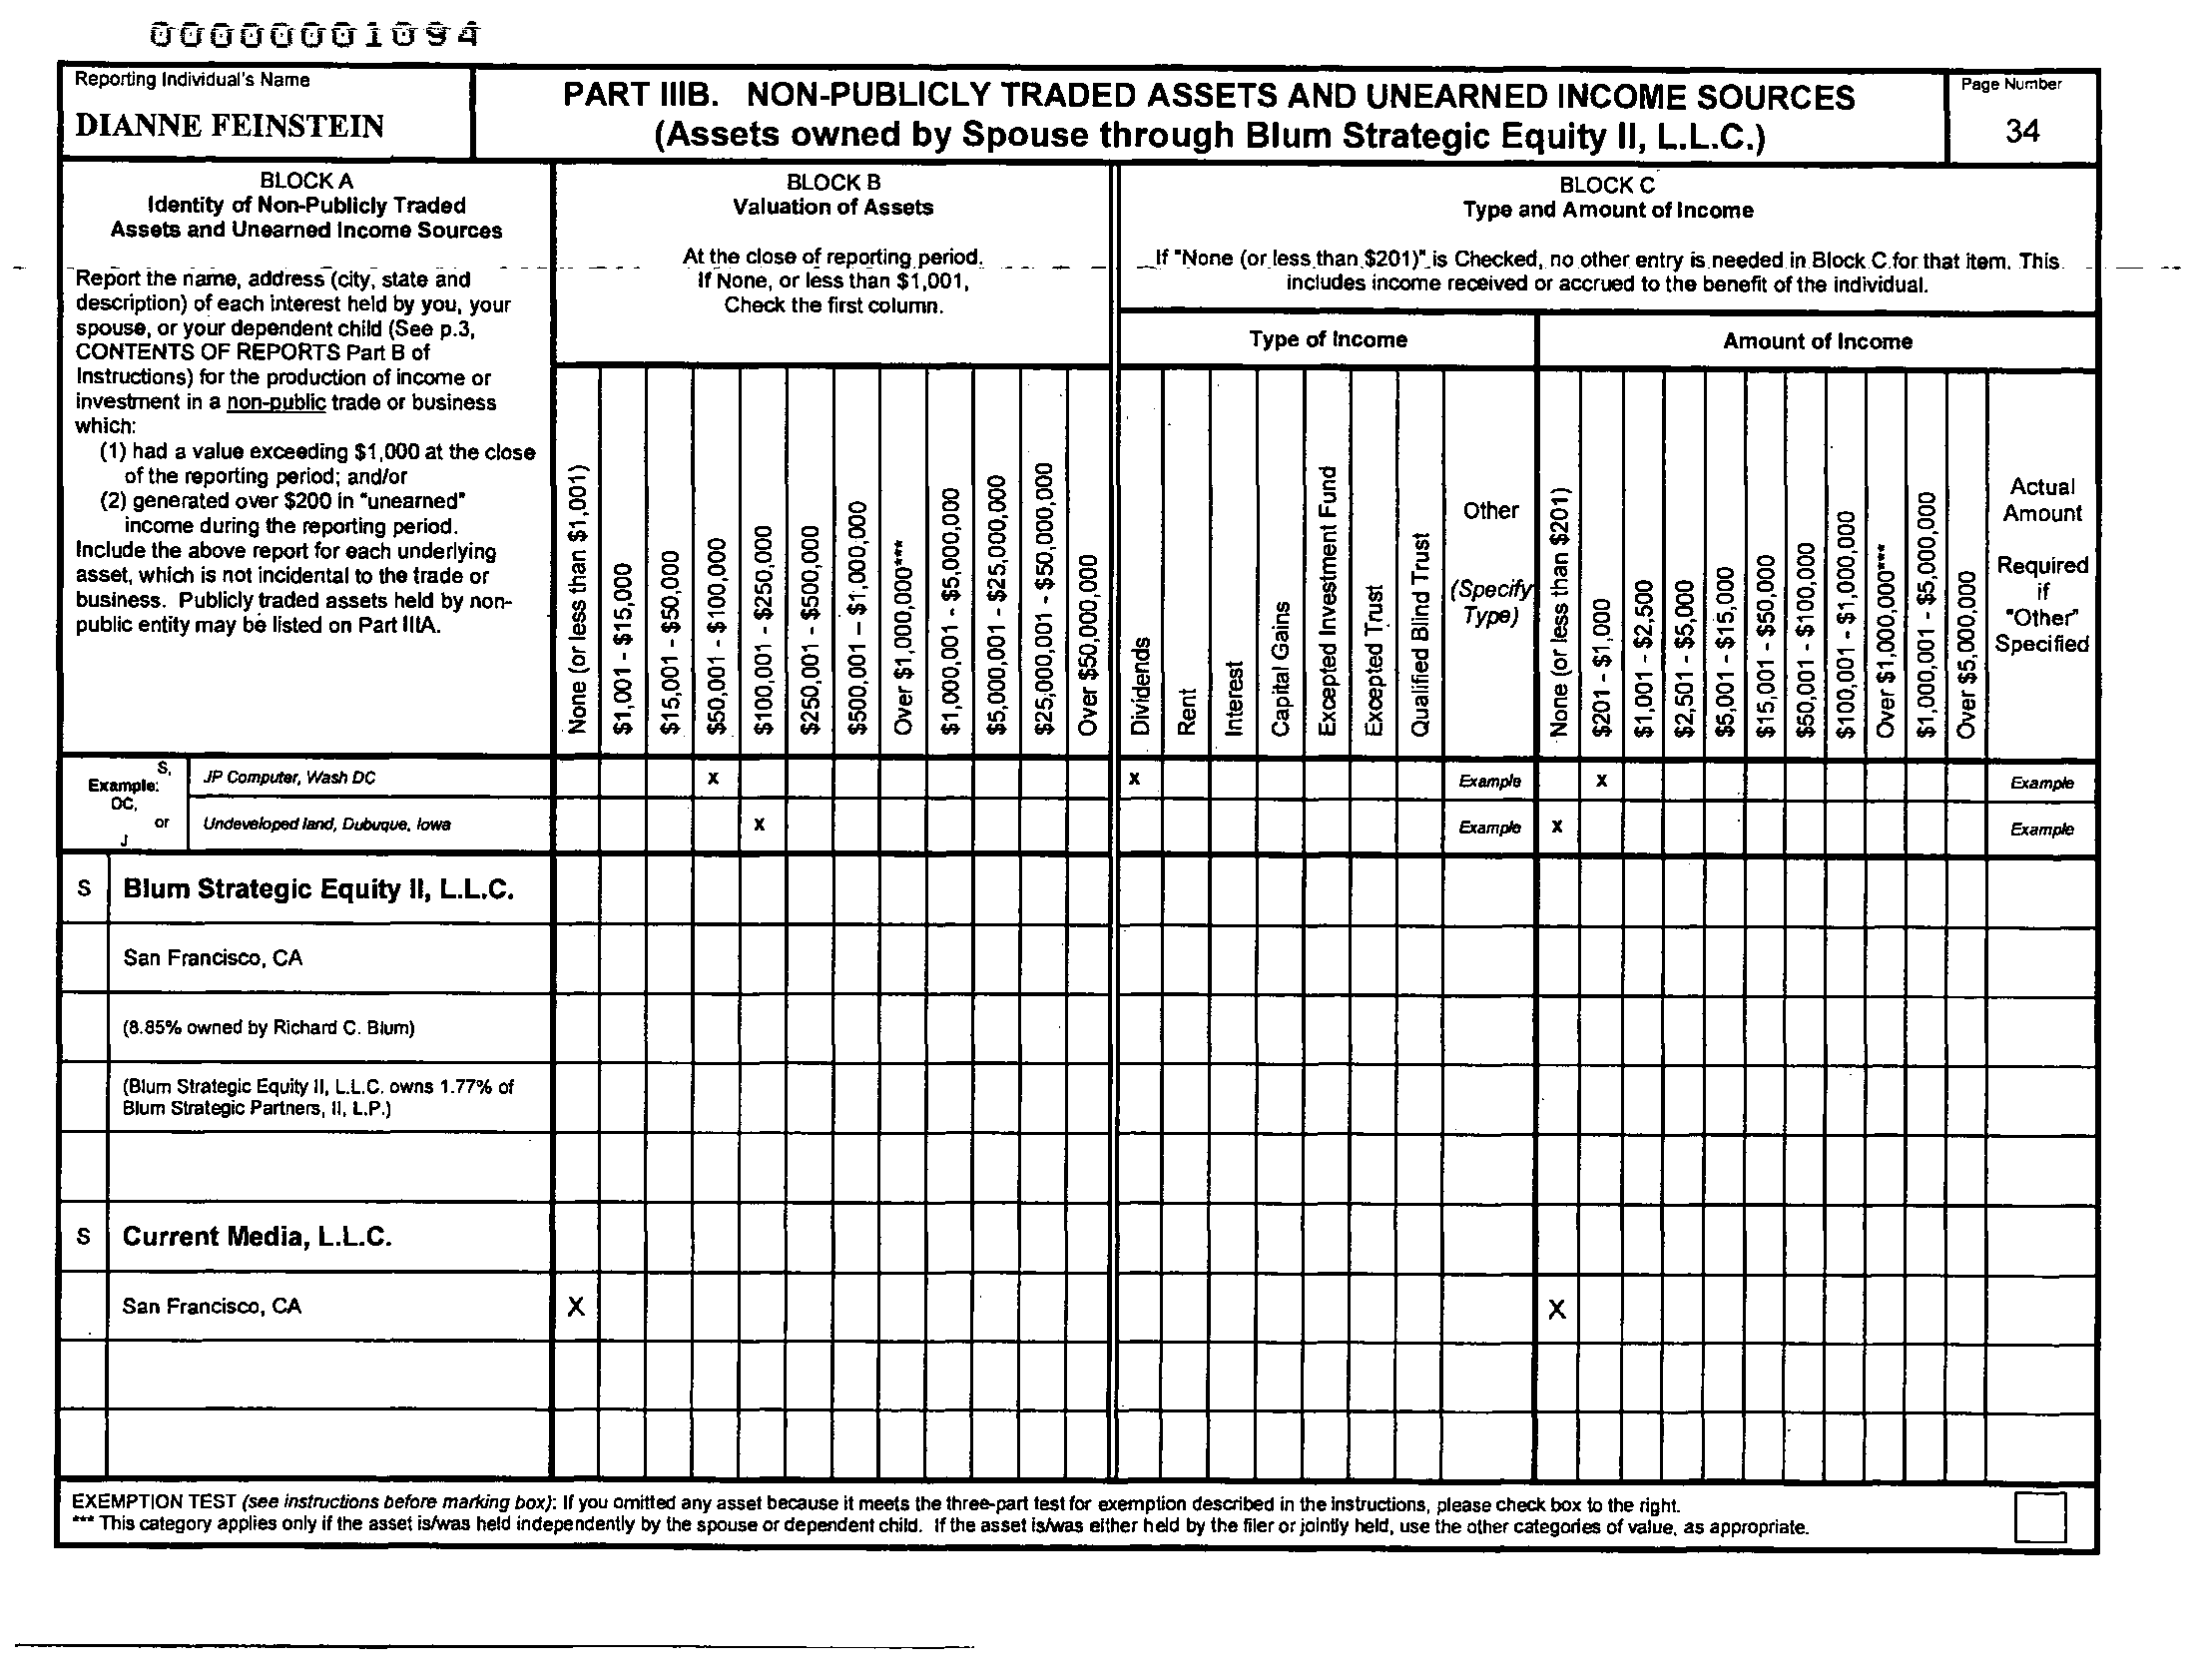 00000001094
Reporting Individual's Name
DIANNE FEINSTEIN
PART IIIB. NON-PUBLICLY TRADED ASSETS AND UNEARNED INCOME SOURCES
(Assets owned by Spouse through Blum Strategic Equity II, L.L.C.)
Page Number
34
BLOCK A
Identity of Non-Publicly Traded
Assets and Unearned Income Sources
Report the name, address (city, state and
description) of each interest held by you, your
spouse, or your dependent child (See p.3,
CONTENTS OF REPORTS Part B of
Instructions) for the production of income or
investment in a non-public trade or business
which:
(1) had a value exceeding $1,000 at the close
of the reporting period; and/or
(2) generated over $200 in "unearned"
income during the reporting period.
Include the above report for each underlying
asset, which is not incidental to the trade or
business. Publicly traded assets held by non-
public entity may be listed on Part IIIA.
BLOCK B
Valuation of Assets
At the close of reporting period.
If None, or less than $1,001,
Check the first column.
None (or less than $1,001)
$1,001 - $15,000
$15,001 - $50,000
$50,001 - $100,000
$100,001 - $250,000
$250,001 - $500,000
$500,001 – $1,000,000
Over $1,000,000***
$1,000,001 - $5,000,000
$5,000,001 - $25,000,000
$25,000,001 - $50,000,000
Over $50,000,000
BLOCK C
Type and Amount of Income
If "None (or less than $201)" is Checked, no other entry is needed in Block C for that item. This
includes income received or accrued to the benefit of the individual.
Type of Income
Dividends
Rent
Interest
Capital Gains
Excepted Investment Fund
Excepted Trust
Qualified Blind Trust
Other
(Specify
Type)
Amount of Income
None (or less than $201)
$201 - $1,000
$1,001 - $2,500
$2,501 - $5,000
$5,001 - $15,000
$15,001 - $50,000
$50,001 - $100,000
$100,001 - $1,000,000
Over $1,000,000***
$1,000,001 - $5,000,000
Over $5,000,000
Actual
Amount
Required
if
"Other"
Specified
Example:
S,
DC,
or
J
JP Computer, Wash DC
X
X
Example
X
Example
Undeveloped land, Dubuque, Iowa
X
Example
X
Example
S
Blum Strategic Equity II, L.L.C.
San Francisco, CA
(8.85% owned by Richard C. Blum)
(Blum Strategic Equity II, L.L.C. owns 1.77% of
Blum Strategic Partners, II, L.P.)
S
Current Media, L.L.C.
San Francisco, CA
X
X
EXEMPTION TEST (see instructions before marking box): If you omitted any asset because it meets the three-part test for exemption described in the instructions, please check box to the right.
*** This category applies only if the asset is/was held independently by the spouse or dependent child. If the asset is/was either held by the filer or jointly held, use the other categories of value, as appropriate.